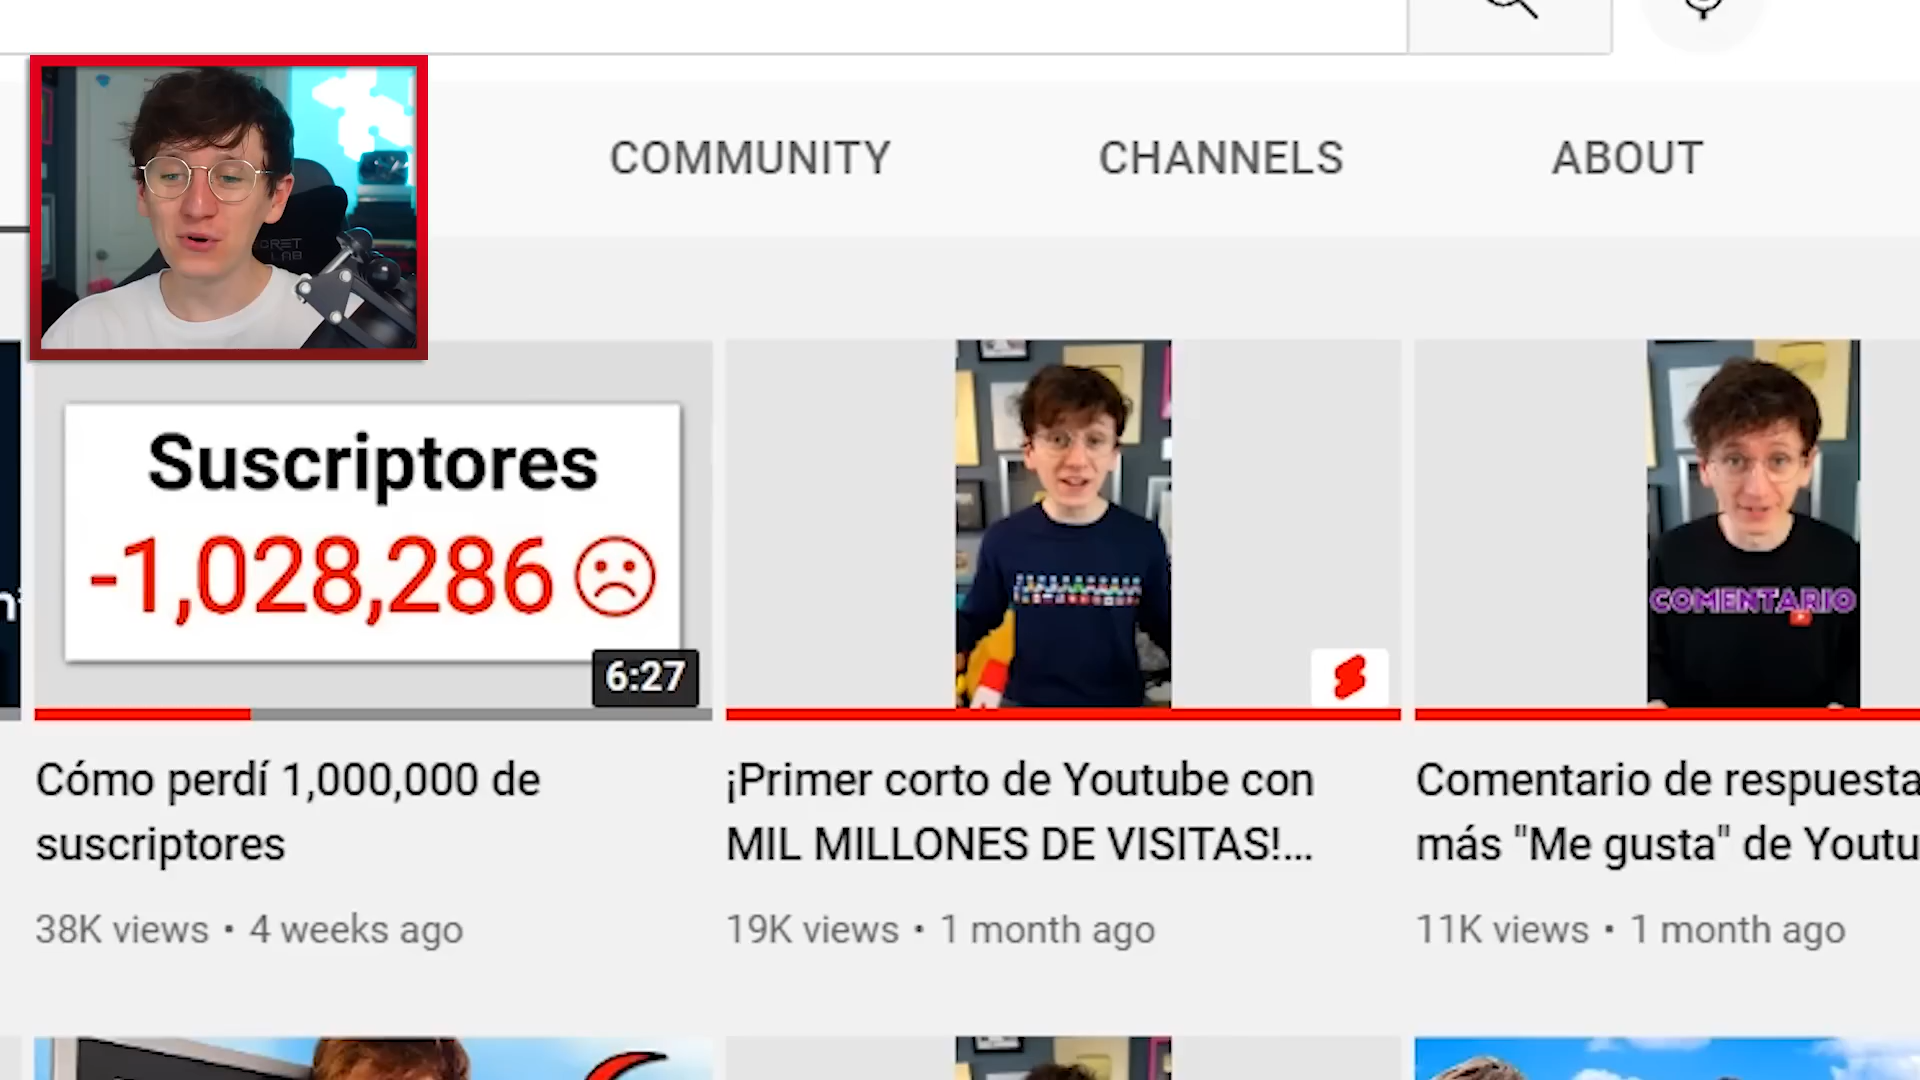 COMMUNITY CHANNELS ABOUT
Suscriptores
-1,028,286
6:27
COMENTARIO
Cómo perdí 1,000,000 de
suscriptores
38K views • 4 weeks ago
¡Primer corto de Youtube con
MIL MILLONES DE VISITAS!...
19K views • 1 month ago
Comentario de respuesta
más "Me gusta" de Youtu
11K views • 1 month ago